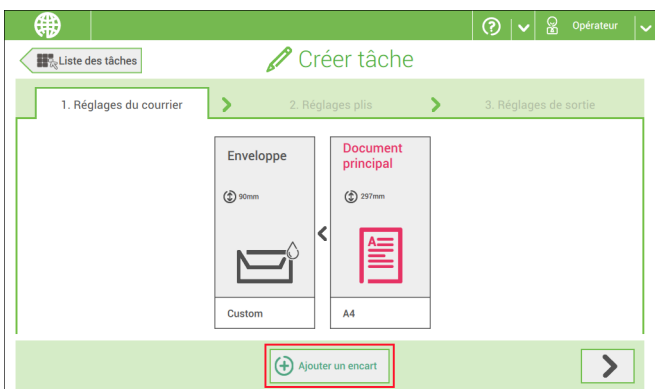 Opérateur
Liste des tâches
Créer tâche
1. Réglages du courrier
2. Réglages plis
3. Réglages de sortie
Enveloppe
90mm
Custom
Document
principal
297mm
A
A4
Ajouter un encart